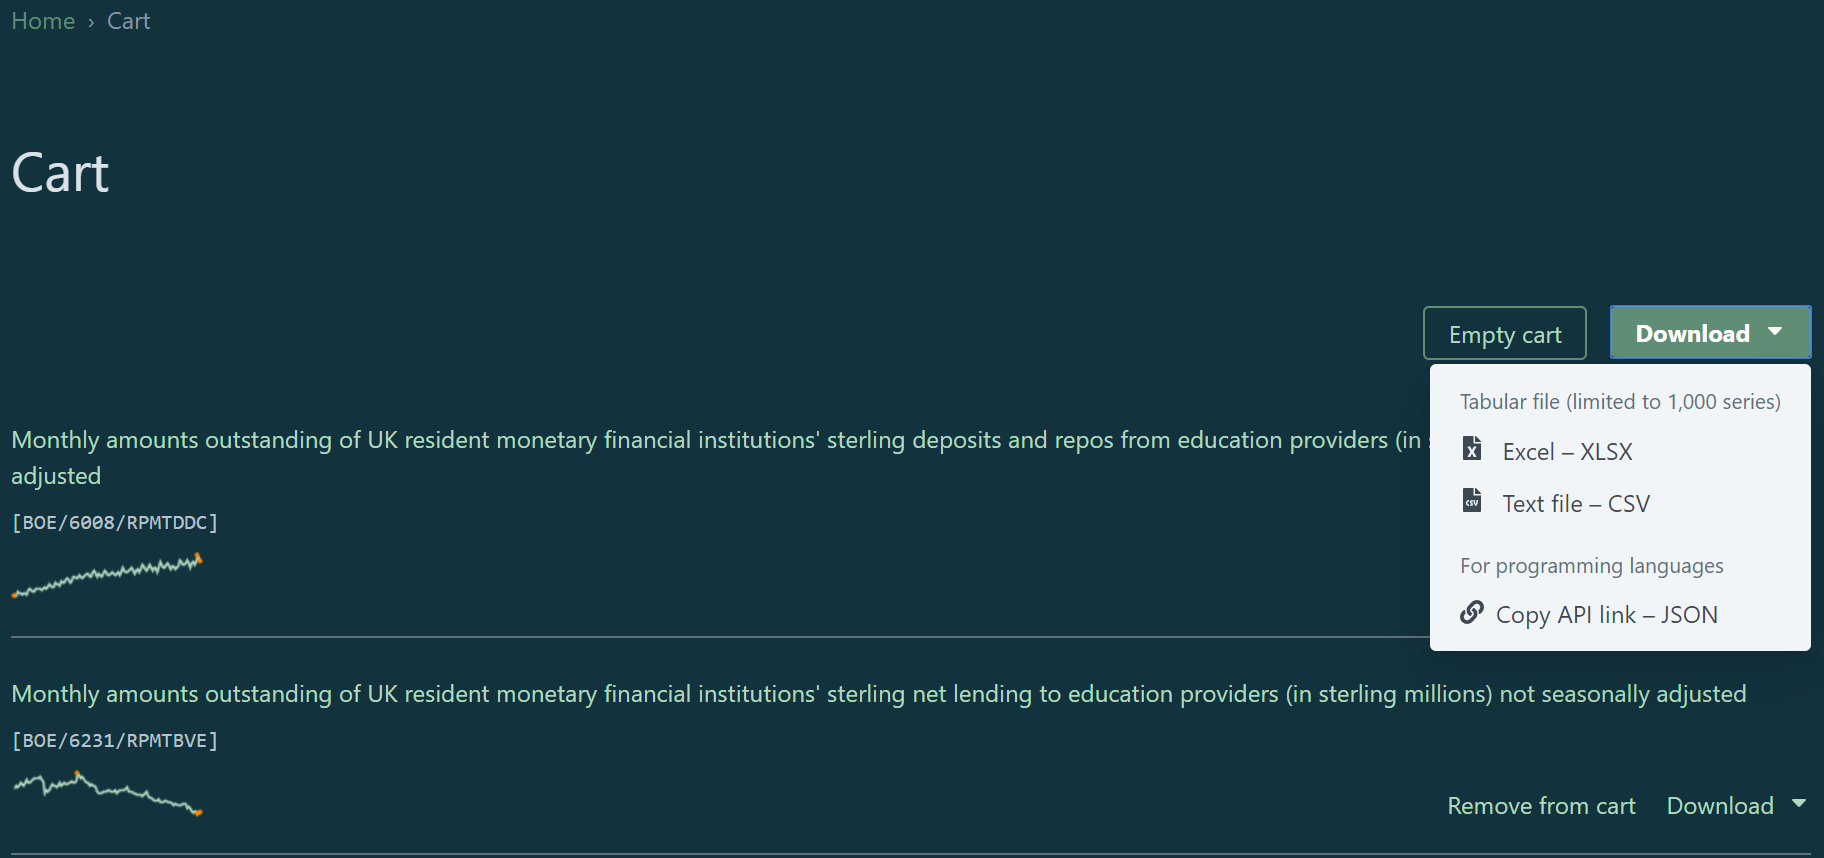 Home › Cart
Cart
Empty cart
Download
Tabular file (limited to 1,000 series)
Excel – XLSX
Text file – CSV
For programming languages
Copy API link – JSON
Monthly amounts outstanding of UK resident monetary financial institutions' sterling deposits and repos from education providers (in
adjusted
[BOE/6008/RPMTDDC]
Monthly amounts outstanding of UK resident monetary financial institutions' sterling net lending to education providers (in sterling millions) not seasonally adjusted
[BOE/6231/RPMTBVE]
Remove from cart Download